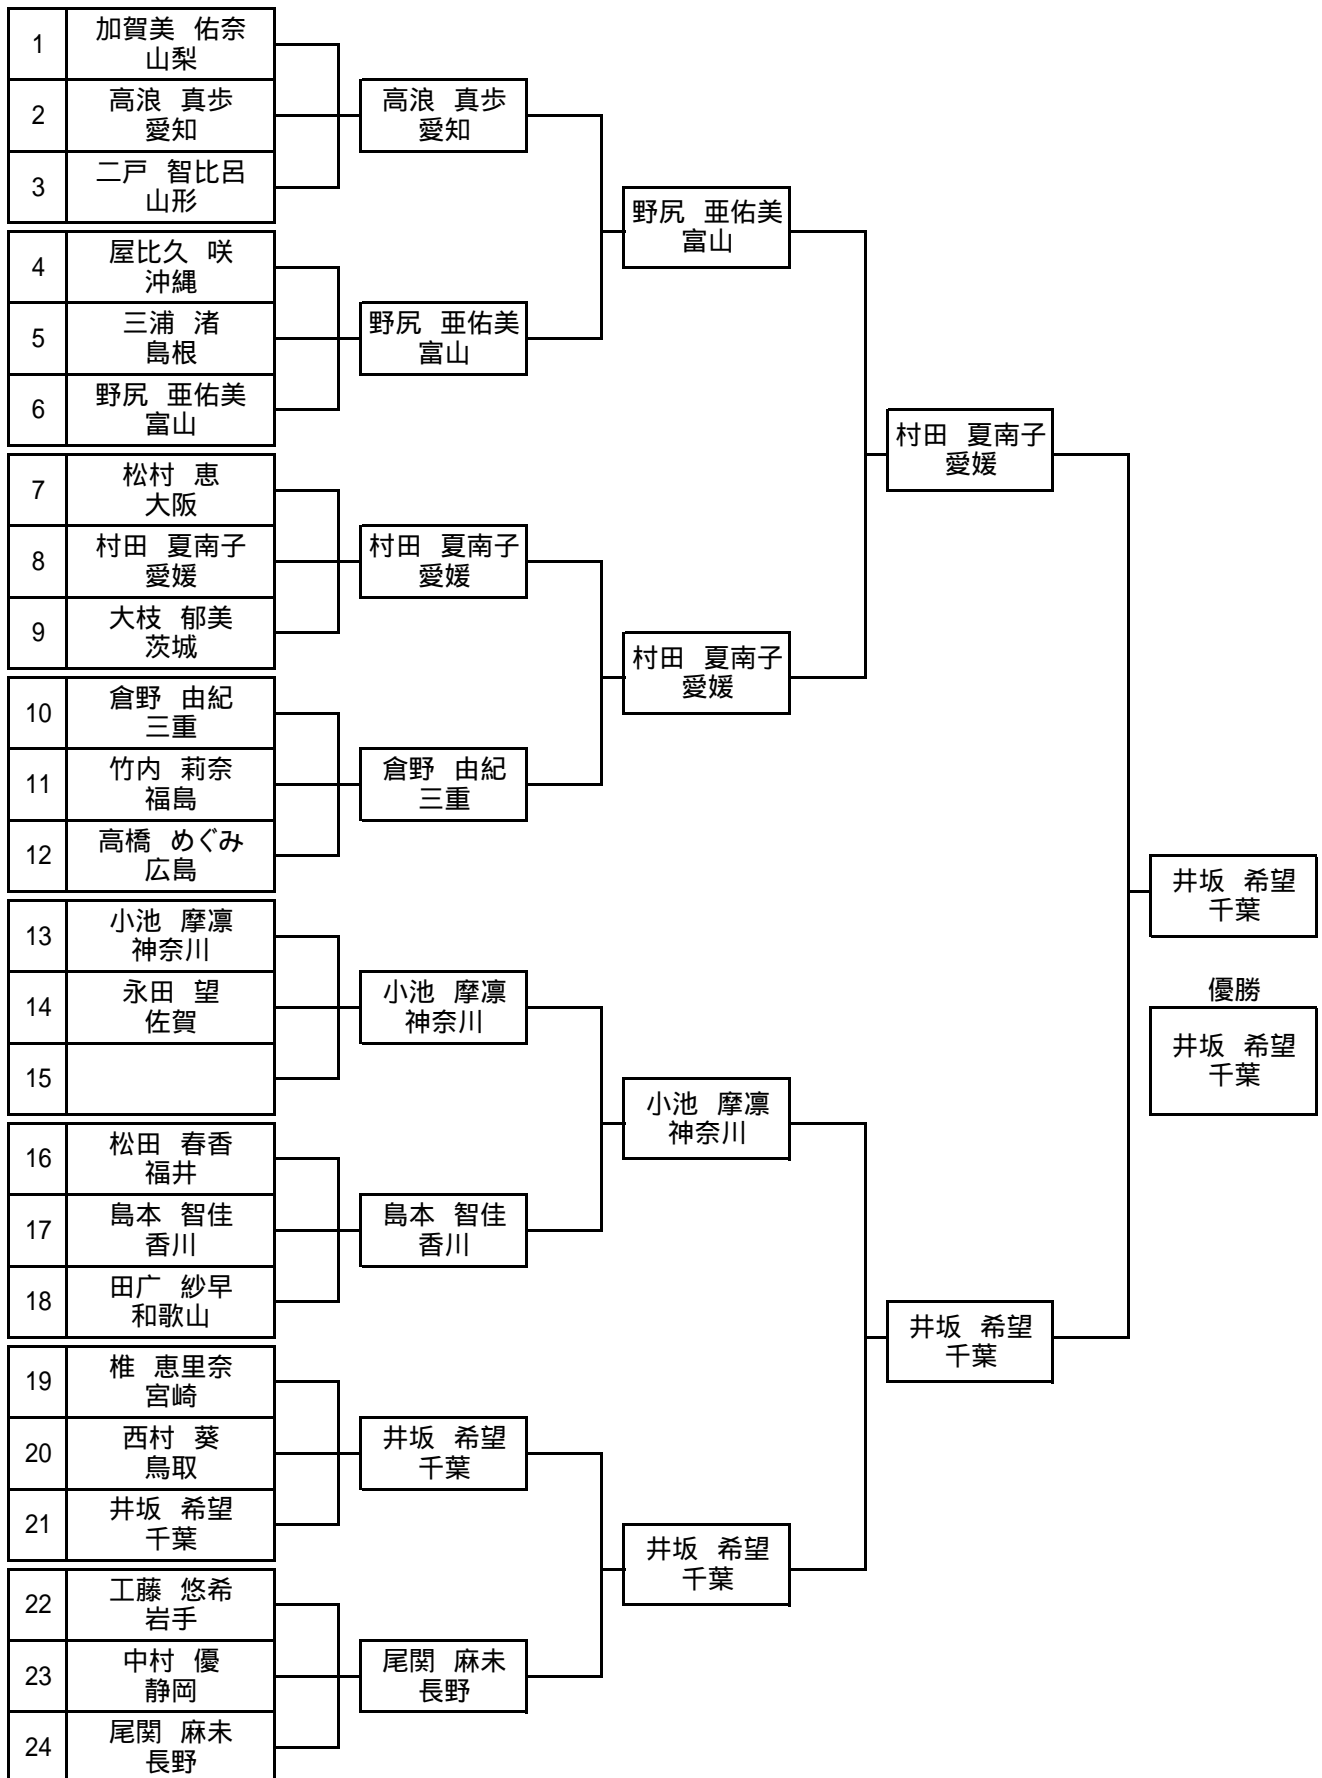 1
加賀美 佑奈
山梨
2
高浪 真歩
愛知
3
二戸 智比呂
山形
4
屋比久 咲
沖縄
5
三浦 渚
島根
6
野尻 亜佑美
富山
7
松村 恵
大阪
8
村田 夏南子
愛媛
9
大枝 郁美
茨城
10
倉野 由紀
三重
11
竹内 莉奈
福島
12
高橋 めぐみ
広島
13
小池 摩凛
神奈川
14
永田 望
佐賀
15
16
松田 春香
福井
17
島本 智佳
香川
18
田广 紗早
和歌山
19
椎 恵里奈
宮崎
20
西村 葵
鳥取
21
井坂 希望
千葉
22
工藤 悠希
岩手
23
中村 優
静岡
24
尾関 麻未
長野
高浪 真歩
愛知
野尻 亜佑美
富山
村田 夏南子
愛媛
倉野 由紀
三重
小池 摩凛
神奈川
島本 智佳
香川
井坂 希望
千葉
尾関 麻未
長野
野尻 亜佑美
富山
村田 夏南子
愛媛
小池 摩凛
神奈川
井坂 希望
千葉
村田 夏南子
愛媛
井坂 希望
千葉
井坂 希望
千葉
優勝
井坂 希望
千葉